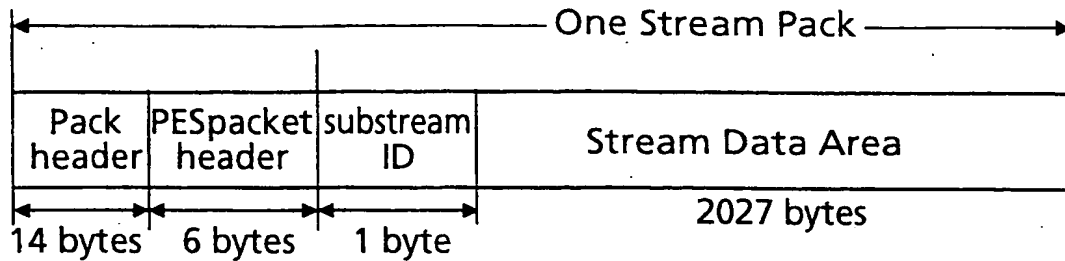 One Stream Pack
Pack header
PESpacket header
substream ID
Stream Data Area
14 bytes
6 bytes
1 byte
2027 bytes